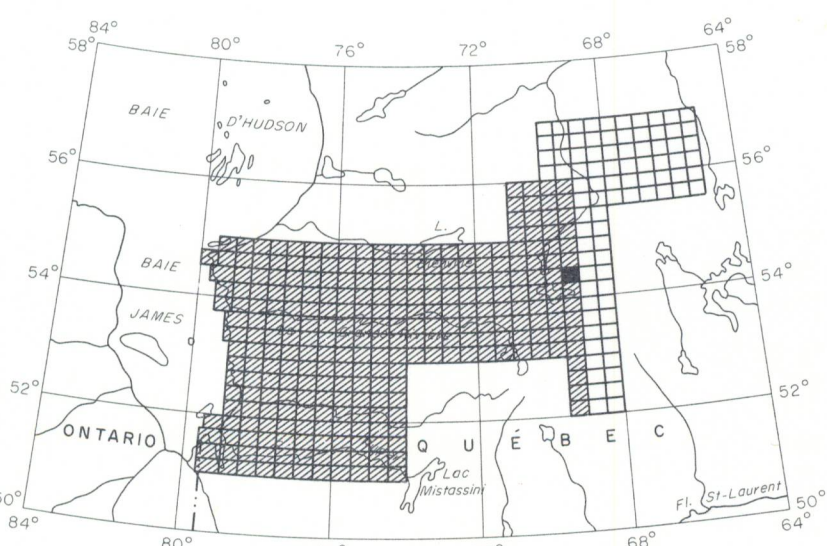 84° 80° 76° 72° 68° 64°
58° 58°
BAIE
D'HUDSON
56° 56°
L.
BAIE
54° 54°
JAMES
52° 52°
ONTARIO
QUÉBEC
Lac
Mistassini
Fl. St-Laurent
50°
84° 80° 68° 64°